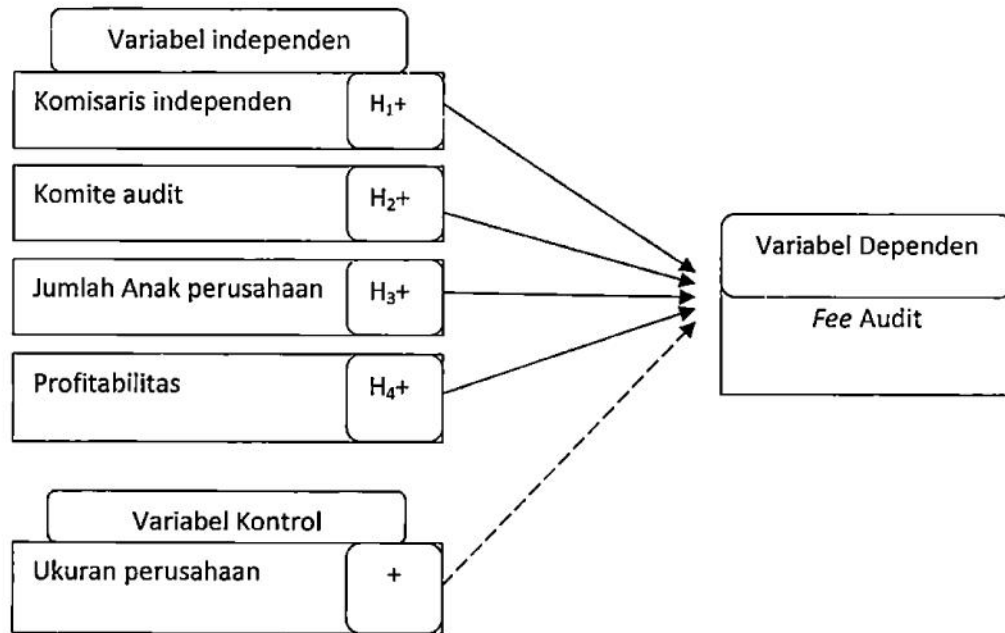 Variabel independen
Komisaris independen H₁+
Komite audit H₂+
Jumlah Anak perusahaan H₃+
Profitabilitas H₄+
Variabel Dependen
Fee Audit
Variabel Kontrol
Ukuran perusahaan +